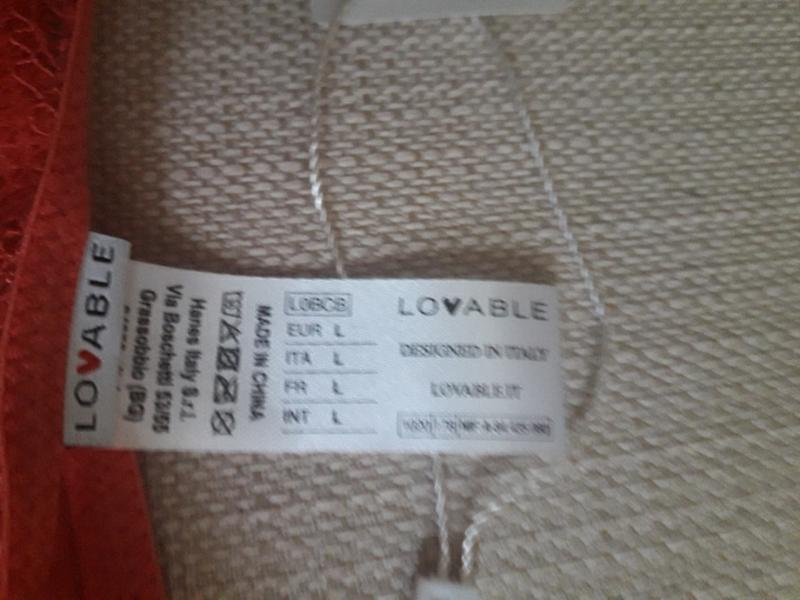 LOVABLE
Hanes Italy S.r.l.
Via Boschetti 53/55
Grassobbio (BG)
MADE IN CHINA
L0BCB
EUR L
ITA L
FR L
INT L
LOVABLE
DESIGNED IN ITALY
LOVABLE.IT